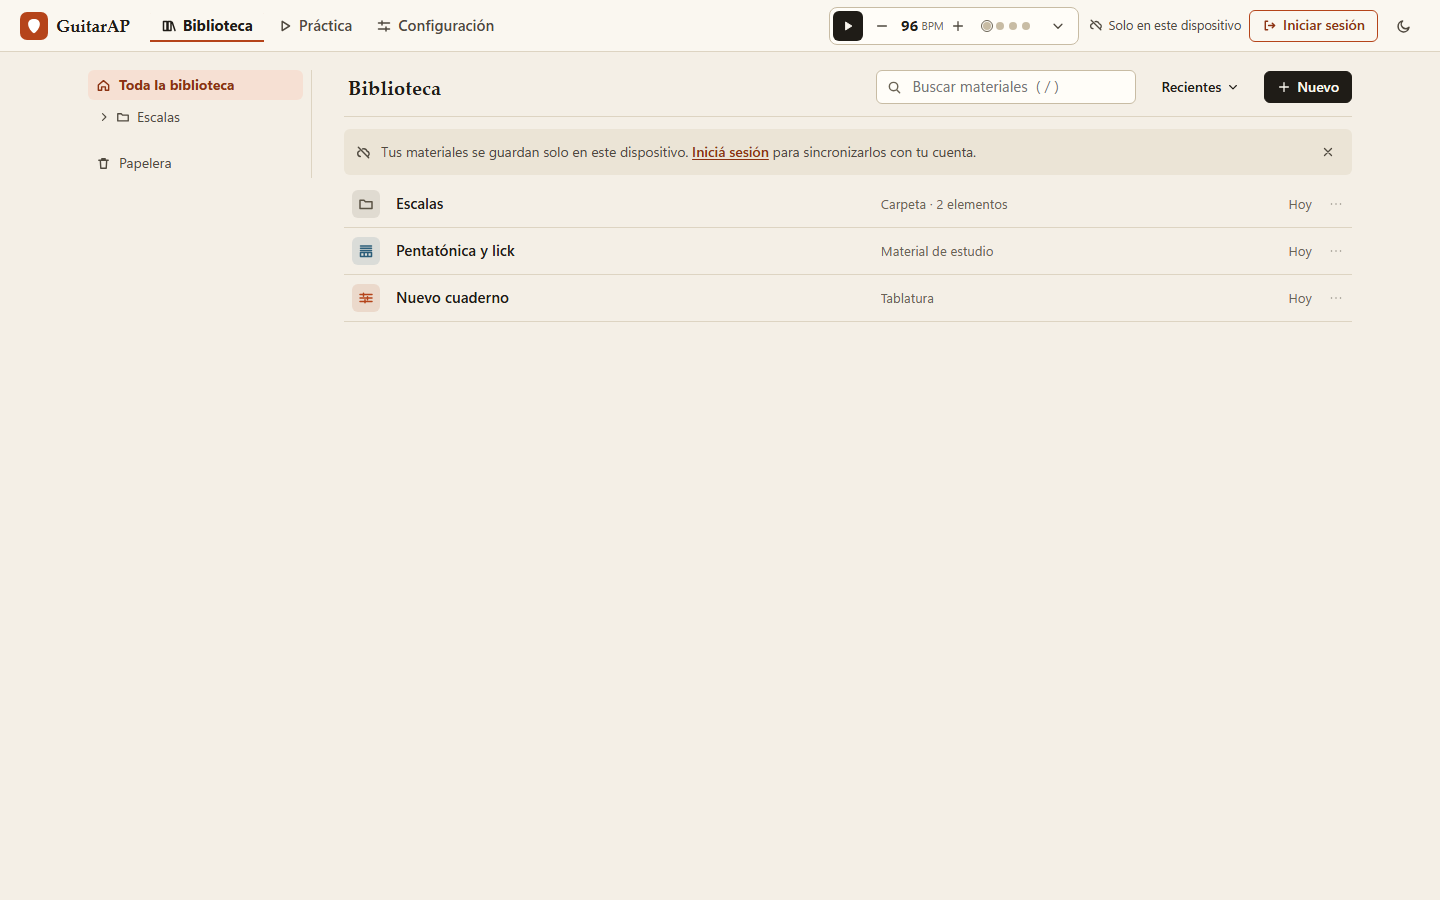 GuitarAP Biblioteca Práctica Configuración 96 BPM Solo en este dispositivo Iniciar sesión
Toda la biblioteca
Escalas
Papelera
Biblioteca Buscar materiales ( / ) Recientes Nuevo
Tus materiales se guardan solo en este dispositivo. Iniciá sesión para sincronizarlos con tu cuenta.
Escalas Carpeta · 2 elementos Hoy
Pentatónica y lick Material de estudio Hoy
Nuevo cuaderno Tablatura Hoy